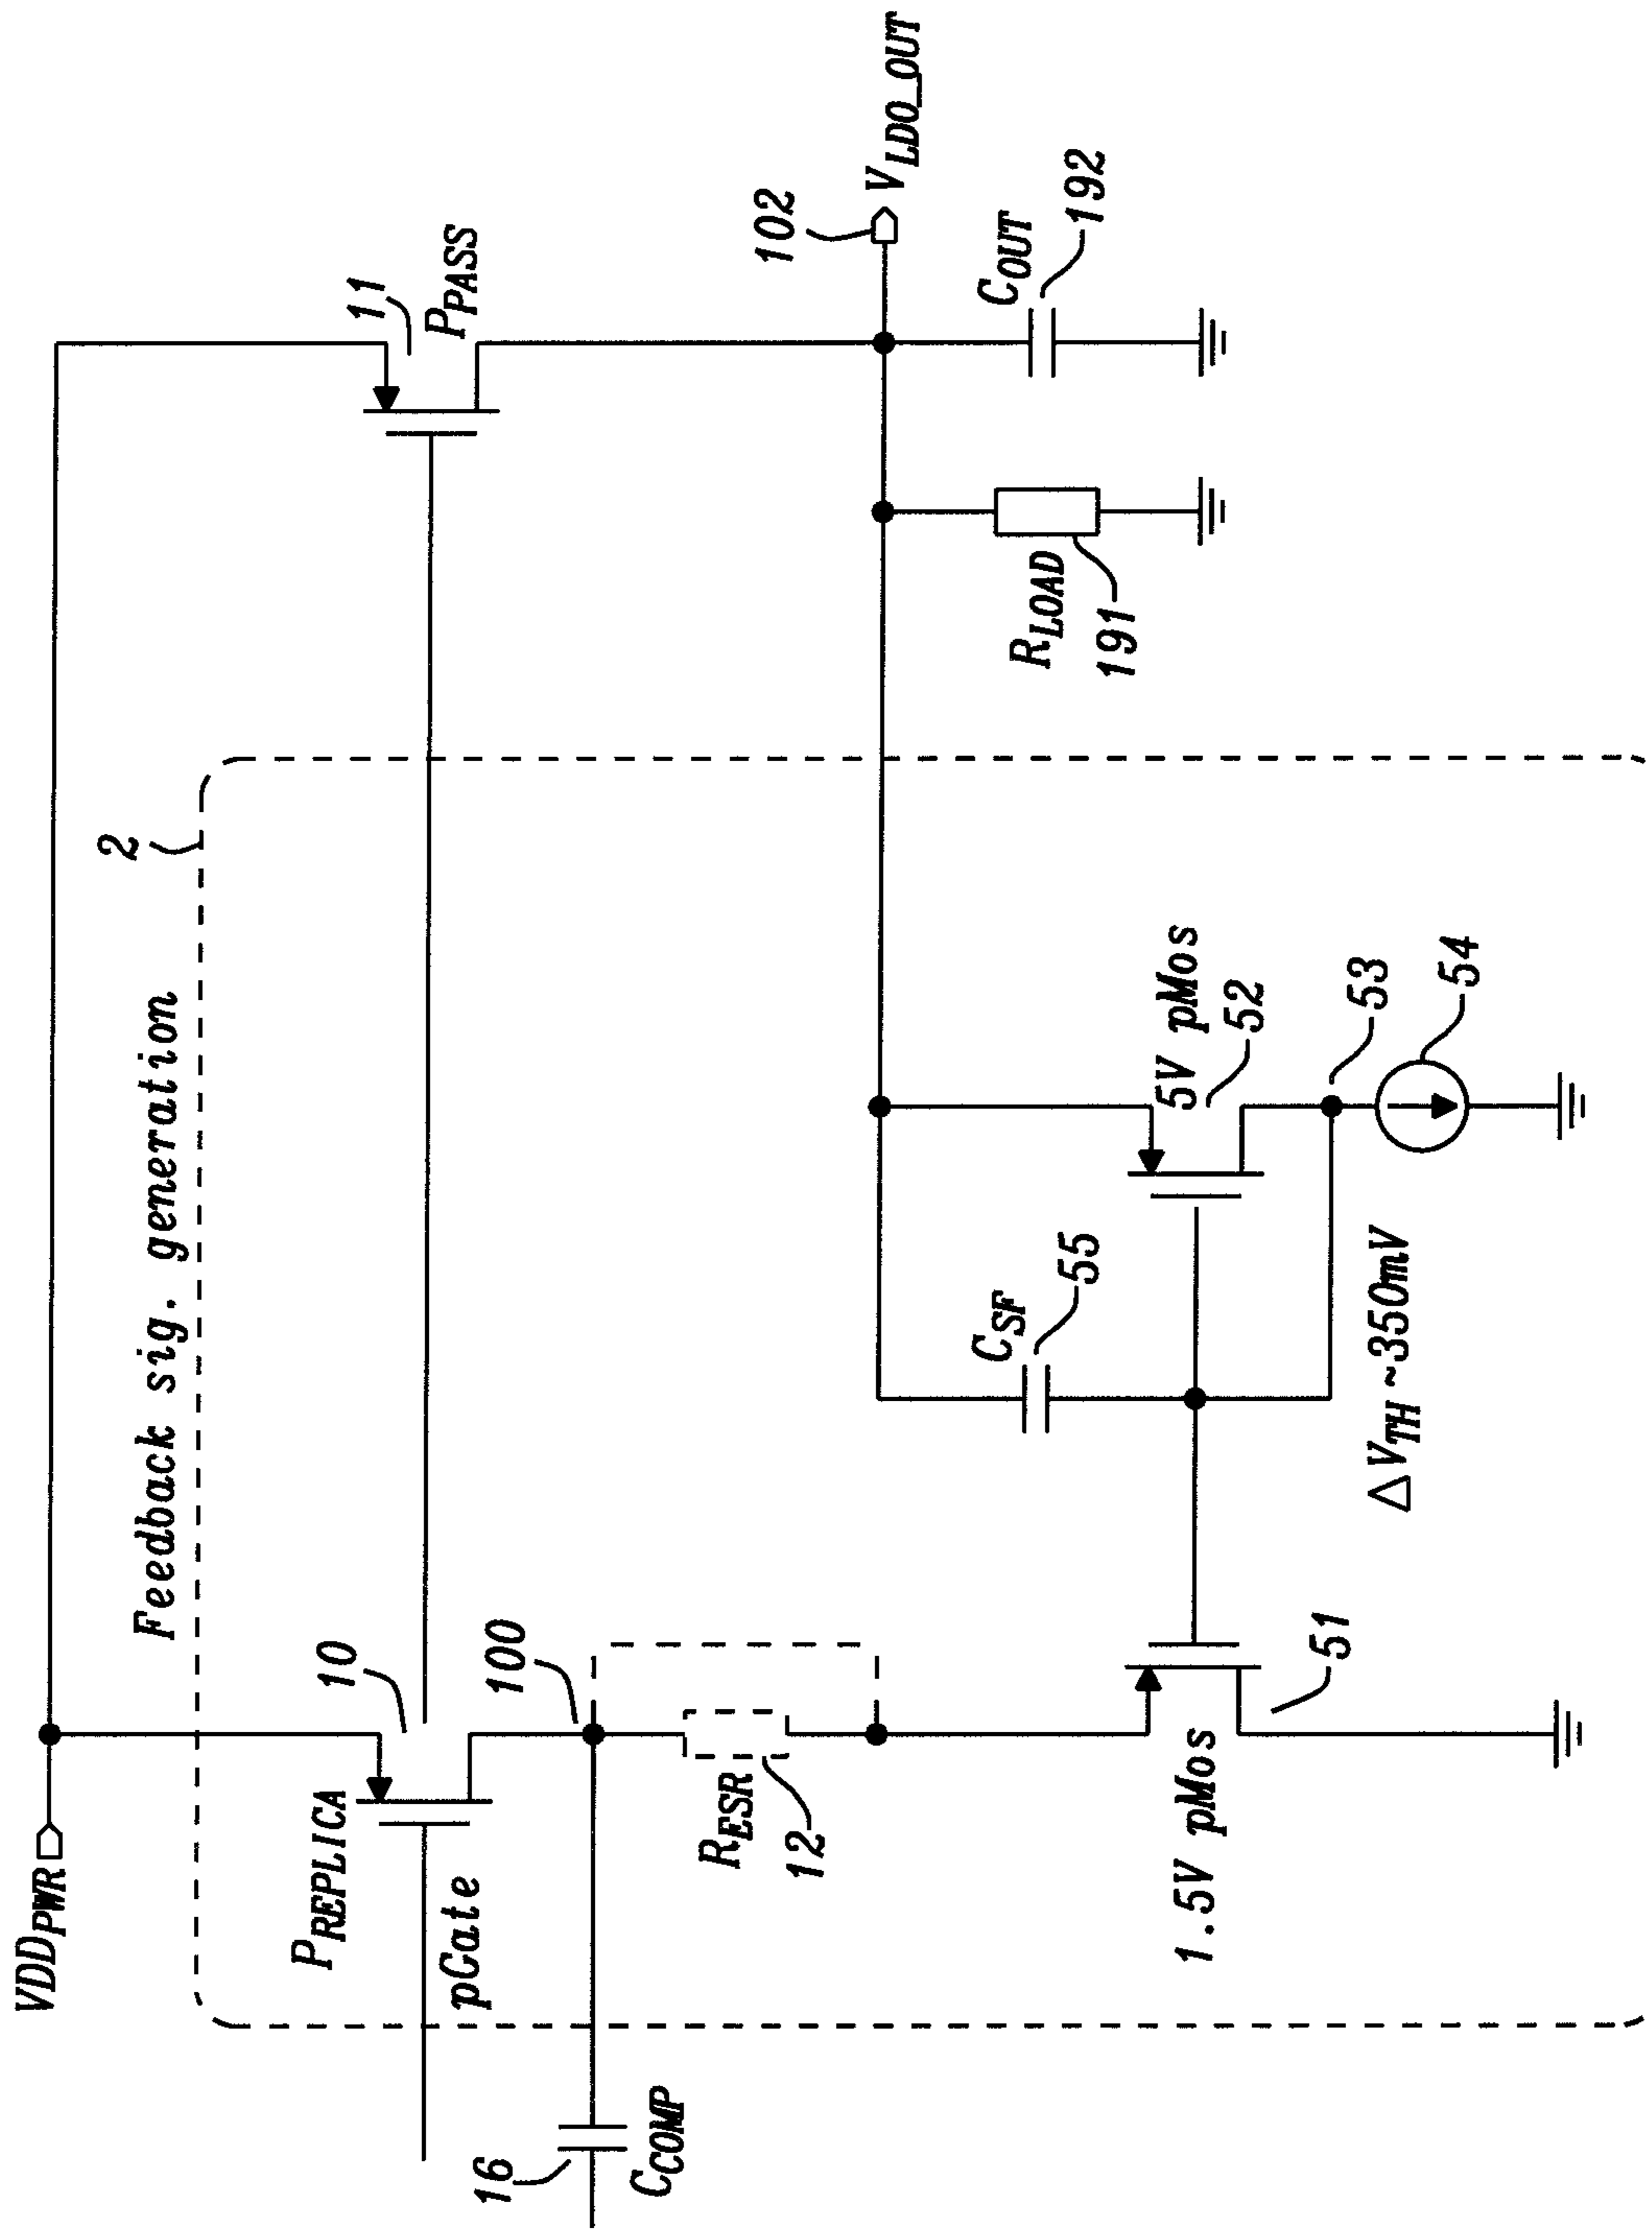 VDD_PWR
2
Feedback sig. generation
11
P_PASS
10
P_REPLICA
pGate
100
16
C_COMP
R_ESR
12
102
V_LDO_OUT
C_OUT
192
R_LOAD
191
C_SF
55
5V pMos
52
53
54
1.5V pMos
51
△V_TH ~350mV